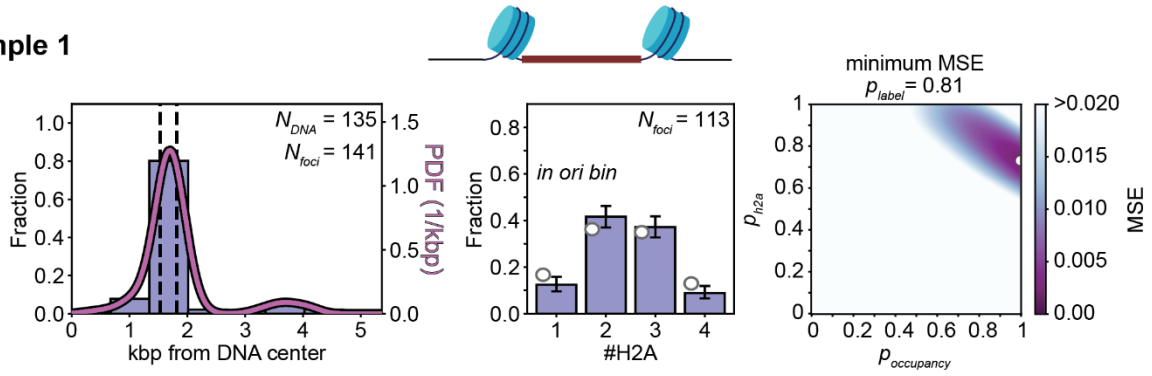 nple 1
N_DNA = 135
N_foci = 141
Fraction
1.0
0.8
0.6
0.4
0.2
0.0
0 1 2 3 4 5
kbp from DNA center
1.5
1.0
0.5
0.0
PDF (1/kbp)
N_foci = 113
in ori bin
Fraction
0.8
0.6
0.4
0.2
0.0
1 2 3 4
#H2A
minimum MSE
p_label = 0.81
p_h2a
1
0.8
0.6
0.4
0.2
0
0 0.2 0.4 0.6 0.8 1
p_occupancy
>0.020
0.015
0.010
0.005
0.00
MSE